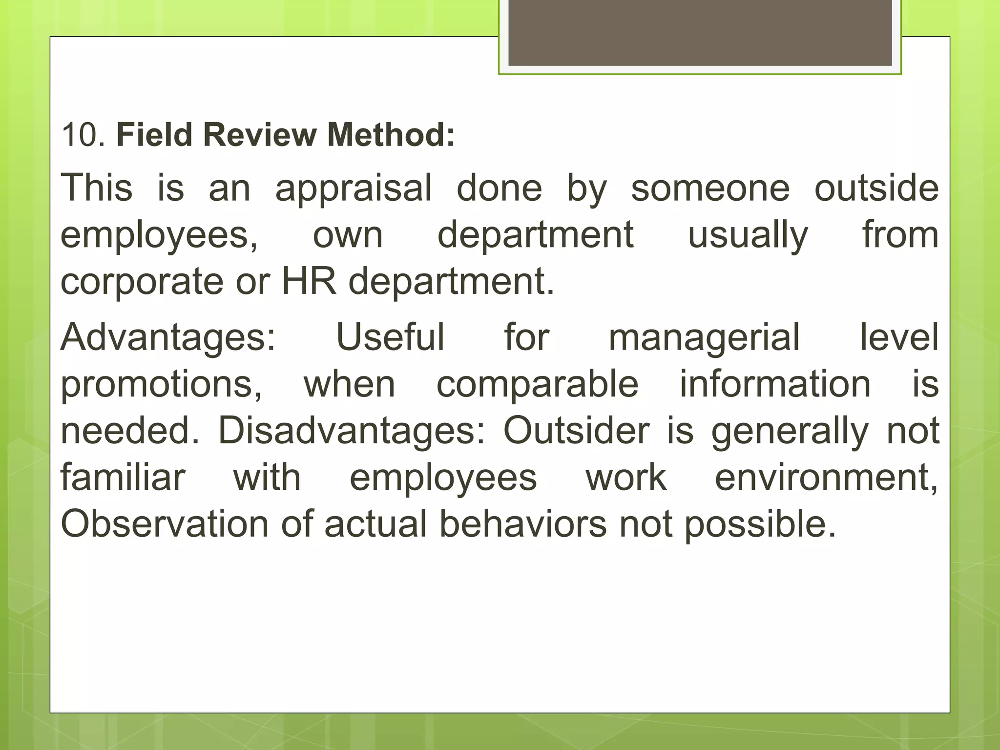 10. Field Review Method:
This is an appraisal done by someone outside
employees, own department usually from
corporate or HR department.
Advantages: Useful for managerial level
promotions, when comparable information is
needed. Disadvantages: Outsider is generally not
familiar with employees work environment,
Observation of actual behaviors not possible.